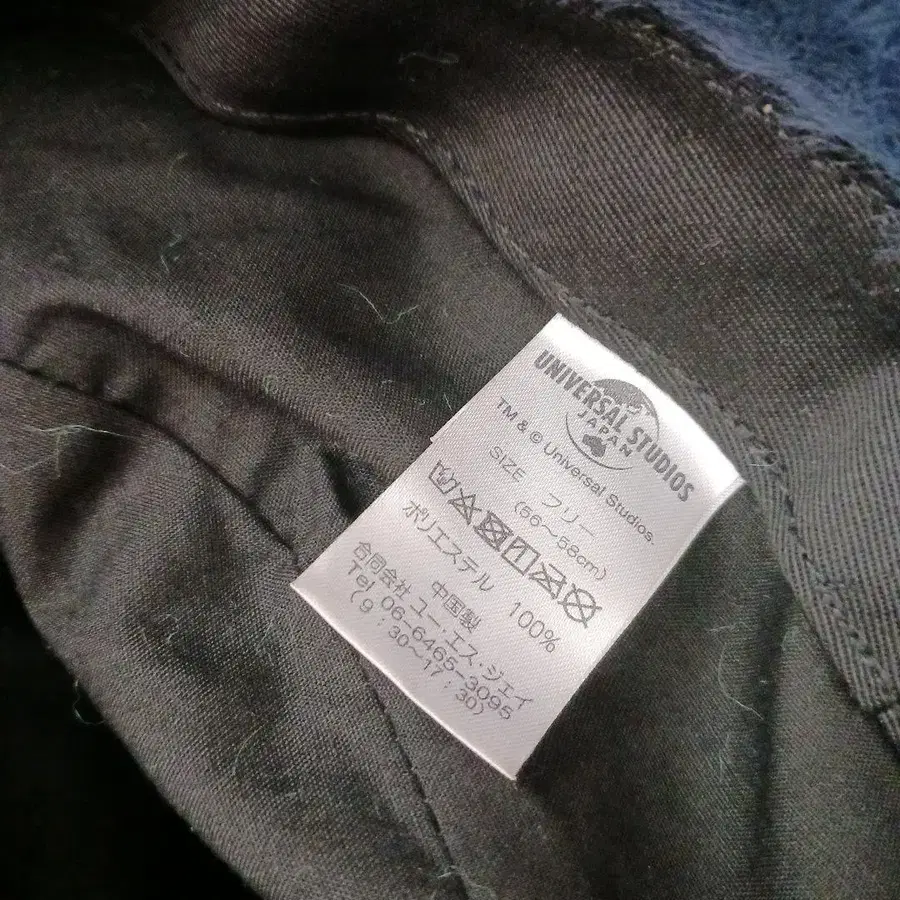 UNIVERSAL STUDIOS
JAPAN
TM & © Universal Studios.
SIZE フリー
(56～58cm)
ポリエステル 100%
中国製
合同会社ユー・エス・ジェイ
Tel 06-6465-3095
(9：30～17：30)